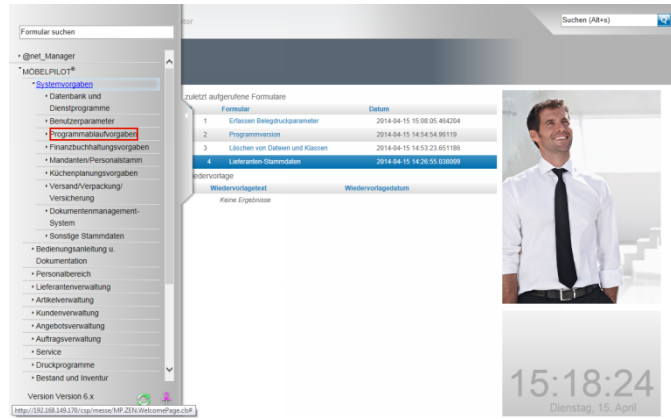 Formular suchen
Suchen (Alt+s)
@net_Manager
MÖBELPILOT®
Systemvorgaben
Datenbank und
Dienstprogramme
Benutzerparameter
Programmablaufvorgaben
Finanzbuchhaltungsvorgaben
Mandanten/Personalstamm
Küchenplanungsvorgaben
Versand/Verpackung/
Versicherung
Dokumentenmanagement-
System
Sonstige Stammdaten
Bedienungsanleitung u.
Dokumentation
Personalbereich
Lieferantenverwaltung
Artikelverwaltung
Kundenverwaltung
Angebotsverwaltung
Auftragsverwaltung
Service
Druckprogramme
Bestand und Inventur
Version Version 6.x
http://192.168.149.170/csp/messe/MP.ZEN.WelcomePage.cls#
zuletzt aufgerufene Formulare
Formular Datum
1 Erfassen Belegdruckparameter 2014-04-15 15:08:05.464204
2 Programmversion 2014-04-15 14:54:54.96119
3 Löschen von Dateien und Klassen 2014-04-15 14:53:23.651186
4 Lieferanten-Stammdaten 2014-04-15 14:26:55.038099
edervorlage
Wiedervorlagetext Wiedervorlagedatum
Keine Ergebnisse
15:18:24
Dienstag, 15. April